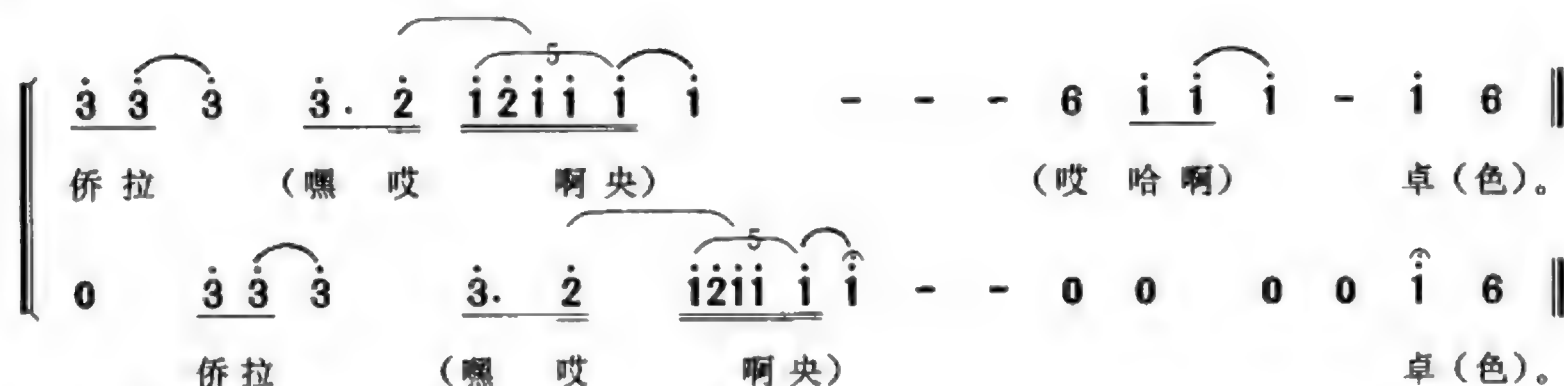 5
3̇ 3̇ 3̇ 3̇. 2̇ 1̇2̇1̇1̇ 1̇ 1̇ - - - 6 1̇ 1̇ 1̇ - 1̇ 6
侨拉 (嘿 哎 啊央) (哎 哈啊) 卓(色)。
5
0 3̇ 3̇ 3̇ 3̇. 2̇ 1̇2̇1̇1̇ 1̇ 1̇ - - 0 0 0 0 1̇ 6
侨拉 (嘿 哎 啊央) 卓(色)。